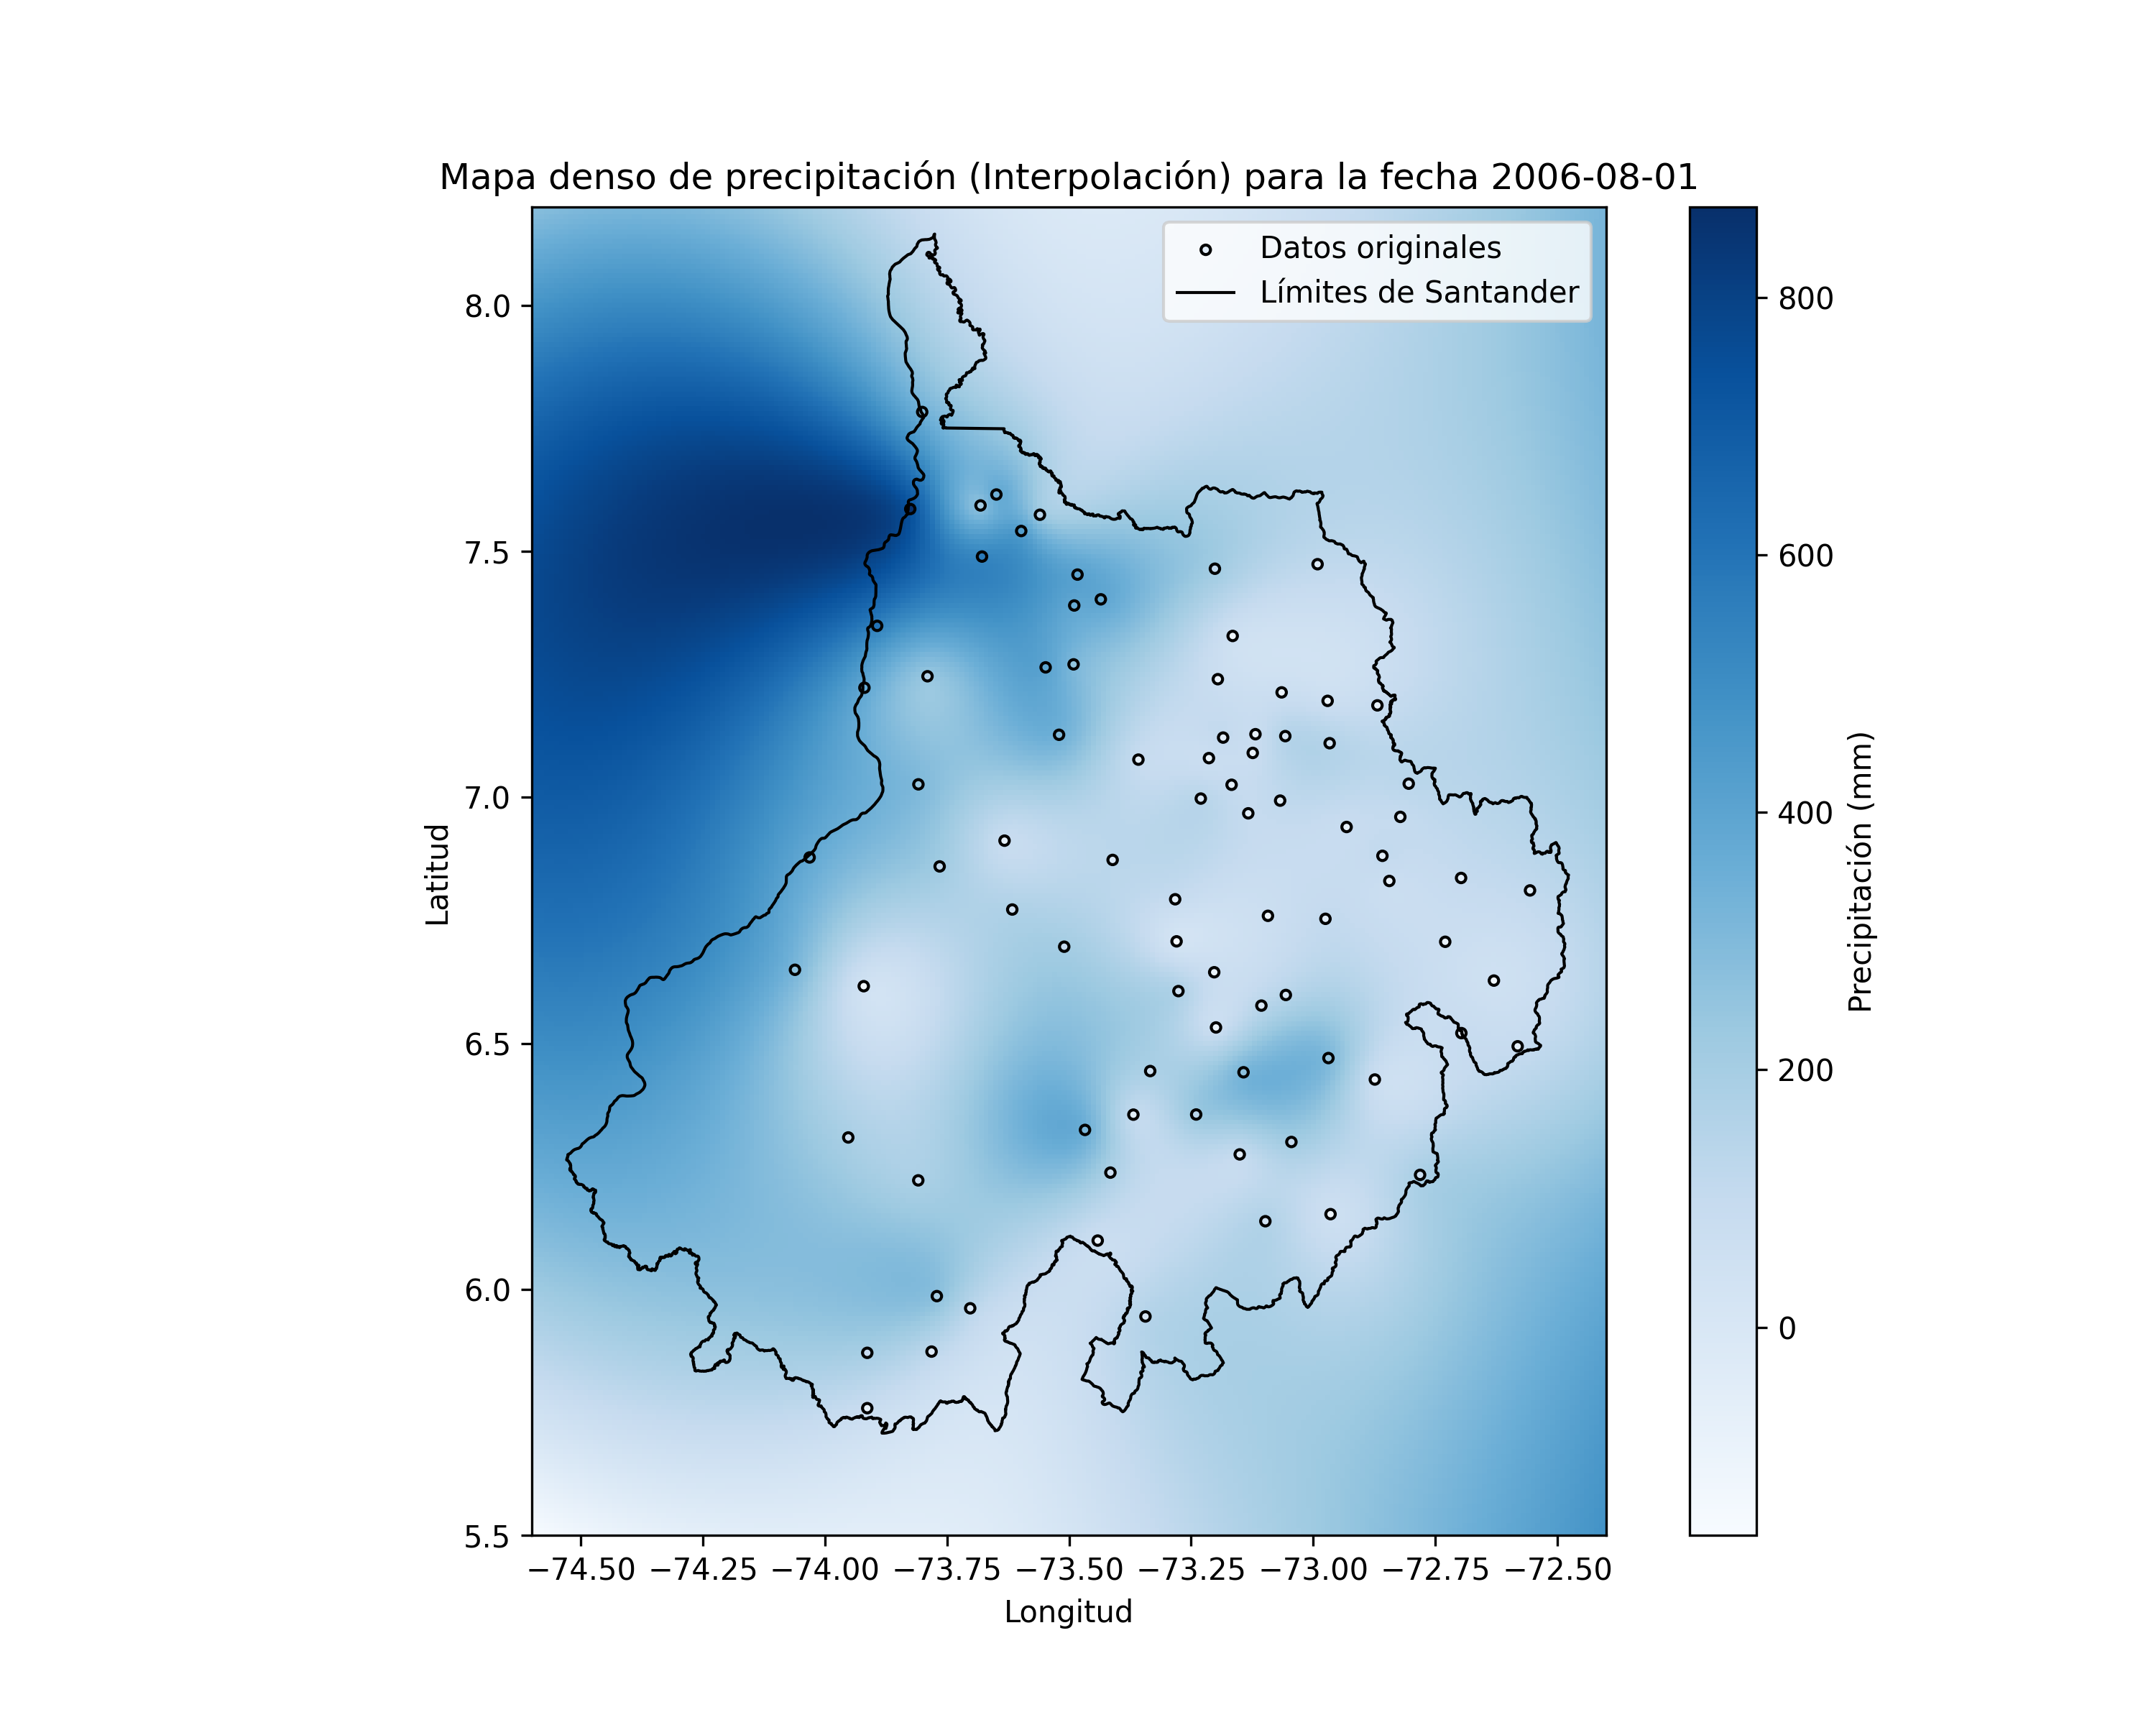 Mapa denso de precipitación (Interpolación) para la fecha 2006-08-01
Datos originales
Límites de Santander
8.0
7.5
7.0
6.5
6.0
5.5
Latitud
−74.50 −74.25 −74.00 −73.75 −73.50 −73.25 −73.00 −72.75 −72.50
Longitud
800
600
400
200
0
Precipitación (mm)